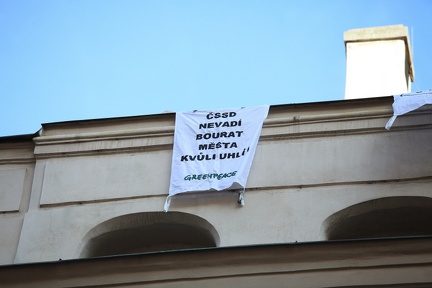 ČSSD
NEVADÍ
BOURAT
MĚSTA
KVŮLI UHLÍ!
GREENPEACE